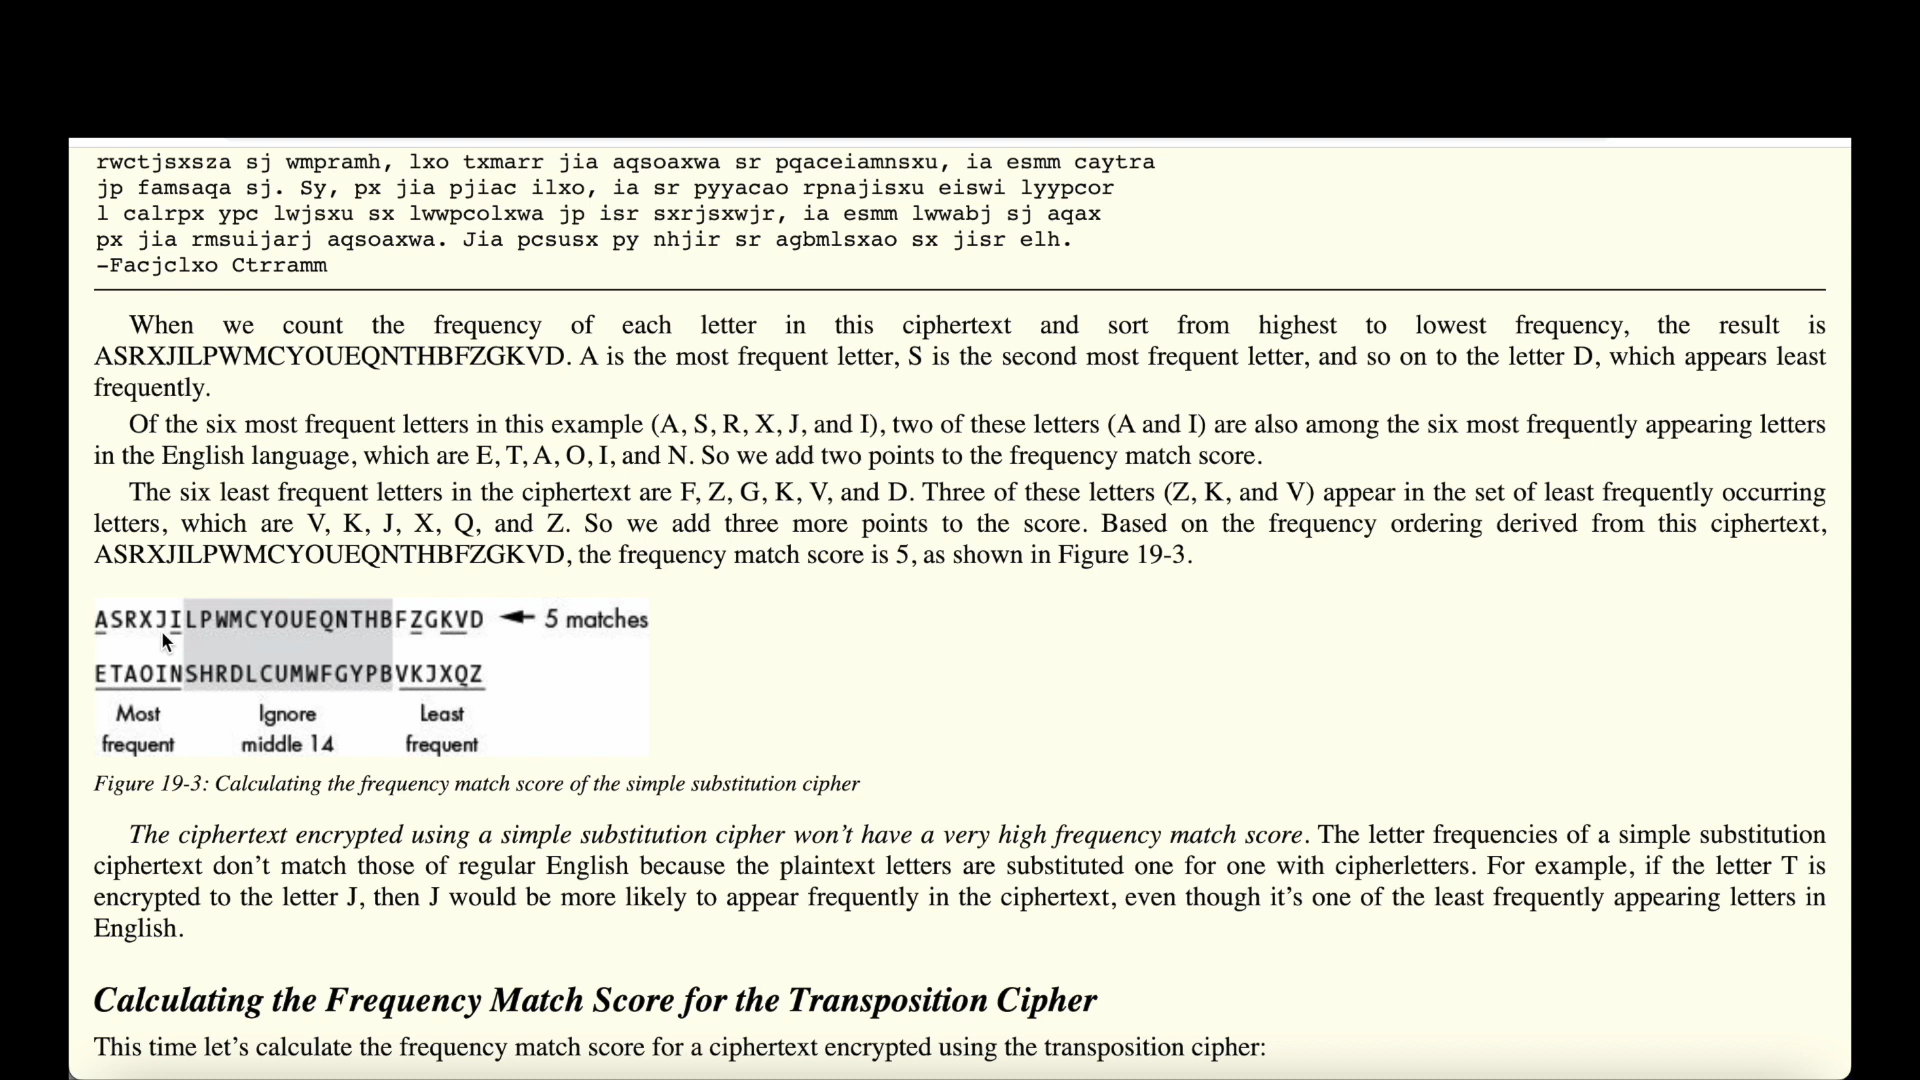 rwctjsxsza sj wmpramh, lxo txmarr jia aqsoaxwa sr pqaceiamnsxu, ia esmm caytra
jp famsaqa sj. Sy, px jia pjiac ilxo, ia sr pyyacao rpnajisxu eiswi lyypcor
l calrpx ypc lwjsxu sx lwwpcolxwa jp isr sxrjsxwjr, ia esmm lwwabj sj aqax
px jia rmsuijarj aqsoaxwa. Jia pcsusx py nhjir sr agbmlsxao sx jisr elh.
-Facjclxo Ctrramm
When we count the frequency of each letter in this ciphertext and sort from highest to lowest frequency, the result is
ASRXJILPWMCYOUEQNTHBFZGKVD. A is the most frequent letter, S is the second most frequent letter, and so on to the letter D, which appears least
frequently.
Of the six most frequent letters in this example (A, S, R, X, J, and I), two of these letters (A and I) are also among the six most frequently appearing letters
in the English language, which are E, T, A, O, I, and N. So we add two points to the frequency match score.
The six least frequent letters in the ciphertext are F, Z, G, K, V, and D. Three of these letters (Z, K, and V) appear in the set of least frequently occurring
letters, which are V, K, J, X, Q, and Z. So we add three more points to the score. Based on the frequency ordering derived from this ciphertext,
ASRXJILPWMCYOUEQNTHBFZGKVD, the frequency match score is 5, as shown in Figure 19-3.
ASRXJILPWMCYOUEQNTHBFZGKVD 5 matches
ETAOINSHRDLCUMWFGYPBVKJXQZ
Most Ignore Least
frequent middle 14 frequent
Figure 19-3: Calculating the frequency match score of the simple substitution cipher
The ciphertext encrypted using a simple substitution cipher won’t have a very high frequency match score. The letter frequencies of a simple substitution
ciphertext don’t match those of regular English because the plaintext letters are substituted one for one with cipherletters. For example, if the letter T is
encrypted to the letter J, then J would be more likely to appear frequently in the ciphertext, even though it’s one of the least frequently appearing letters in
English.
Calculating the Frequency Match Score for the Transposition Cipher
This time let’s calculate the frequency match score for a ciphertext encrypted using the transposition cipher: